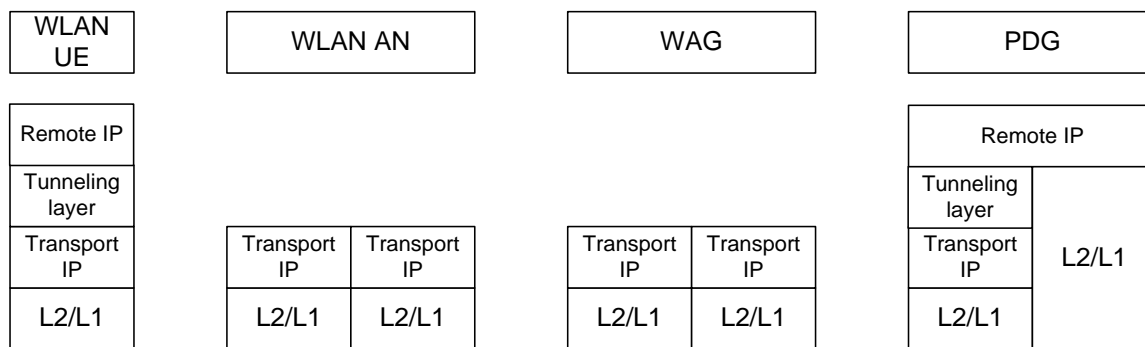 WLAN
UE
WLAN AN
WAG
PDG
Remote IP
Remote IP
Tunneling
layer
Tunneling
layer
Transport
IP
Transport
IP
Transport
IP
Transport
IP
Transport
IP
Transport
IP
L2/L1
L2/L1
L2/L1
L2/L1
L2/L1
L2/L1
L2/L1